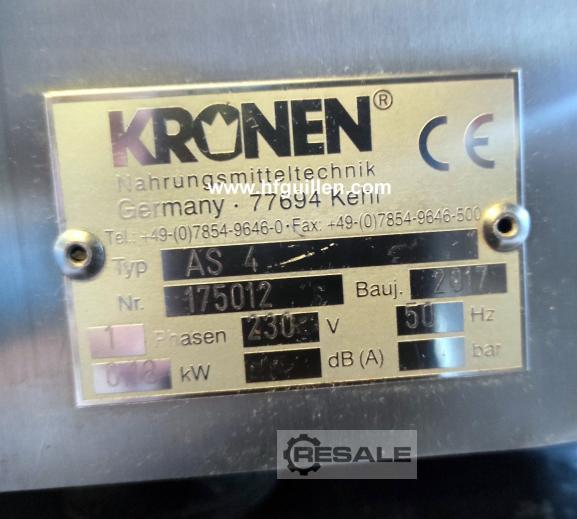 KRONEN®
CE
Nahrungsmitteltechnik
www.hfguillen.com
Germany · 77694 Kehl
Tel.: +49-(0)7854-9646-0 · Fax: +49-(0)7854-9646-500
Typ AS 4
Nr. 175012 Bauj. 2017
1 Phasen 230 V 50 Hz
kW dB (A) bar
RESALE